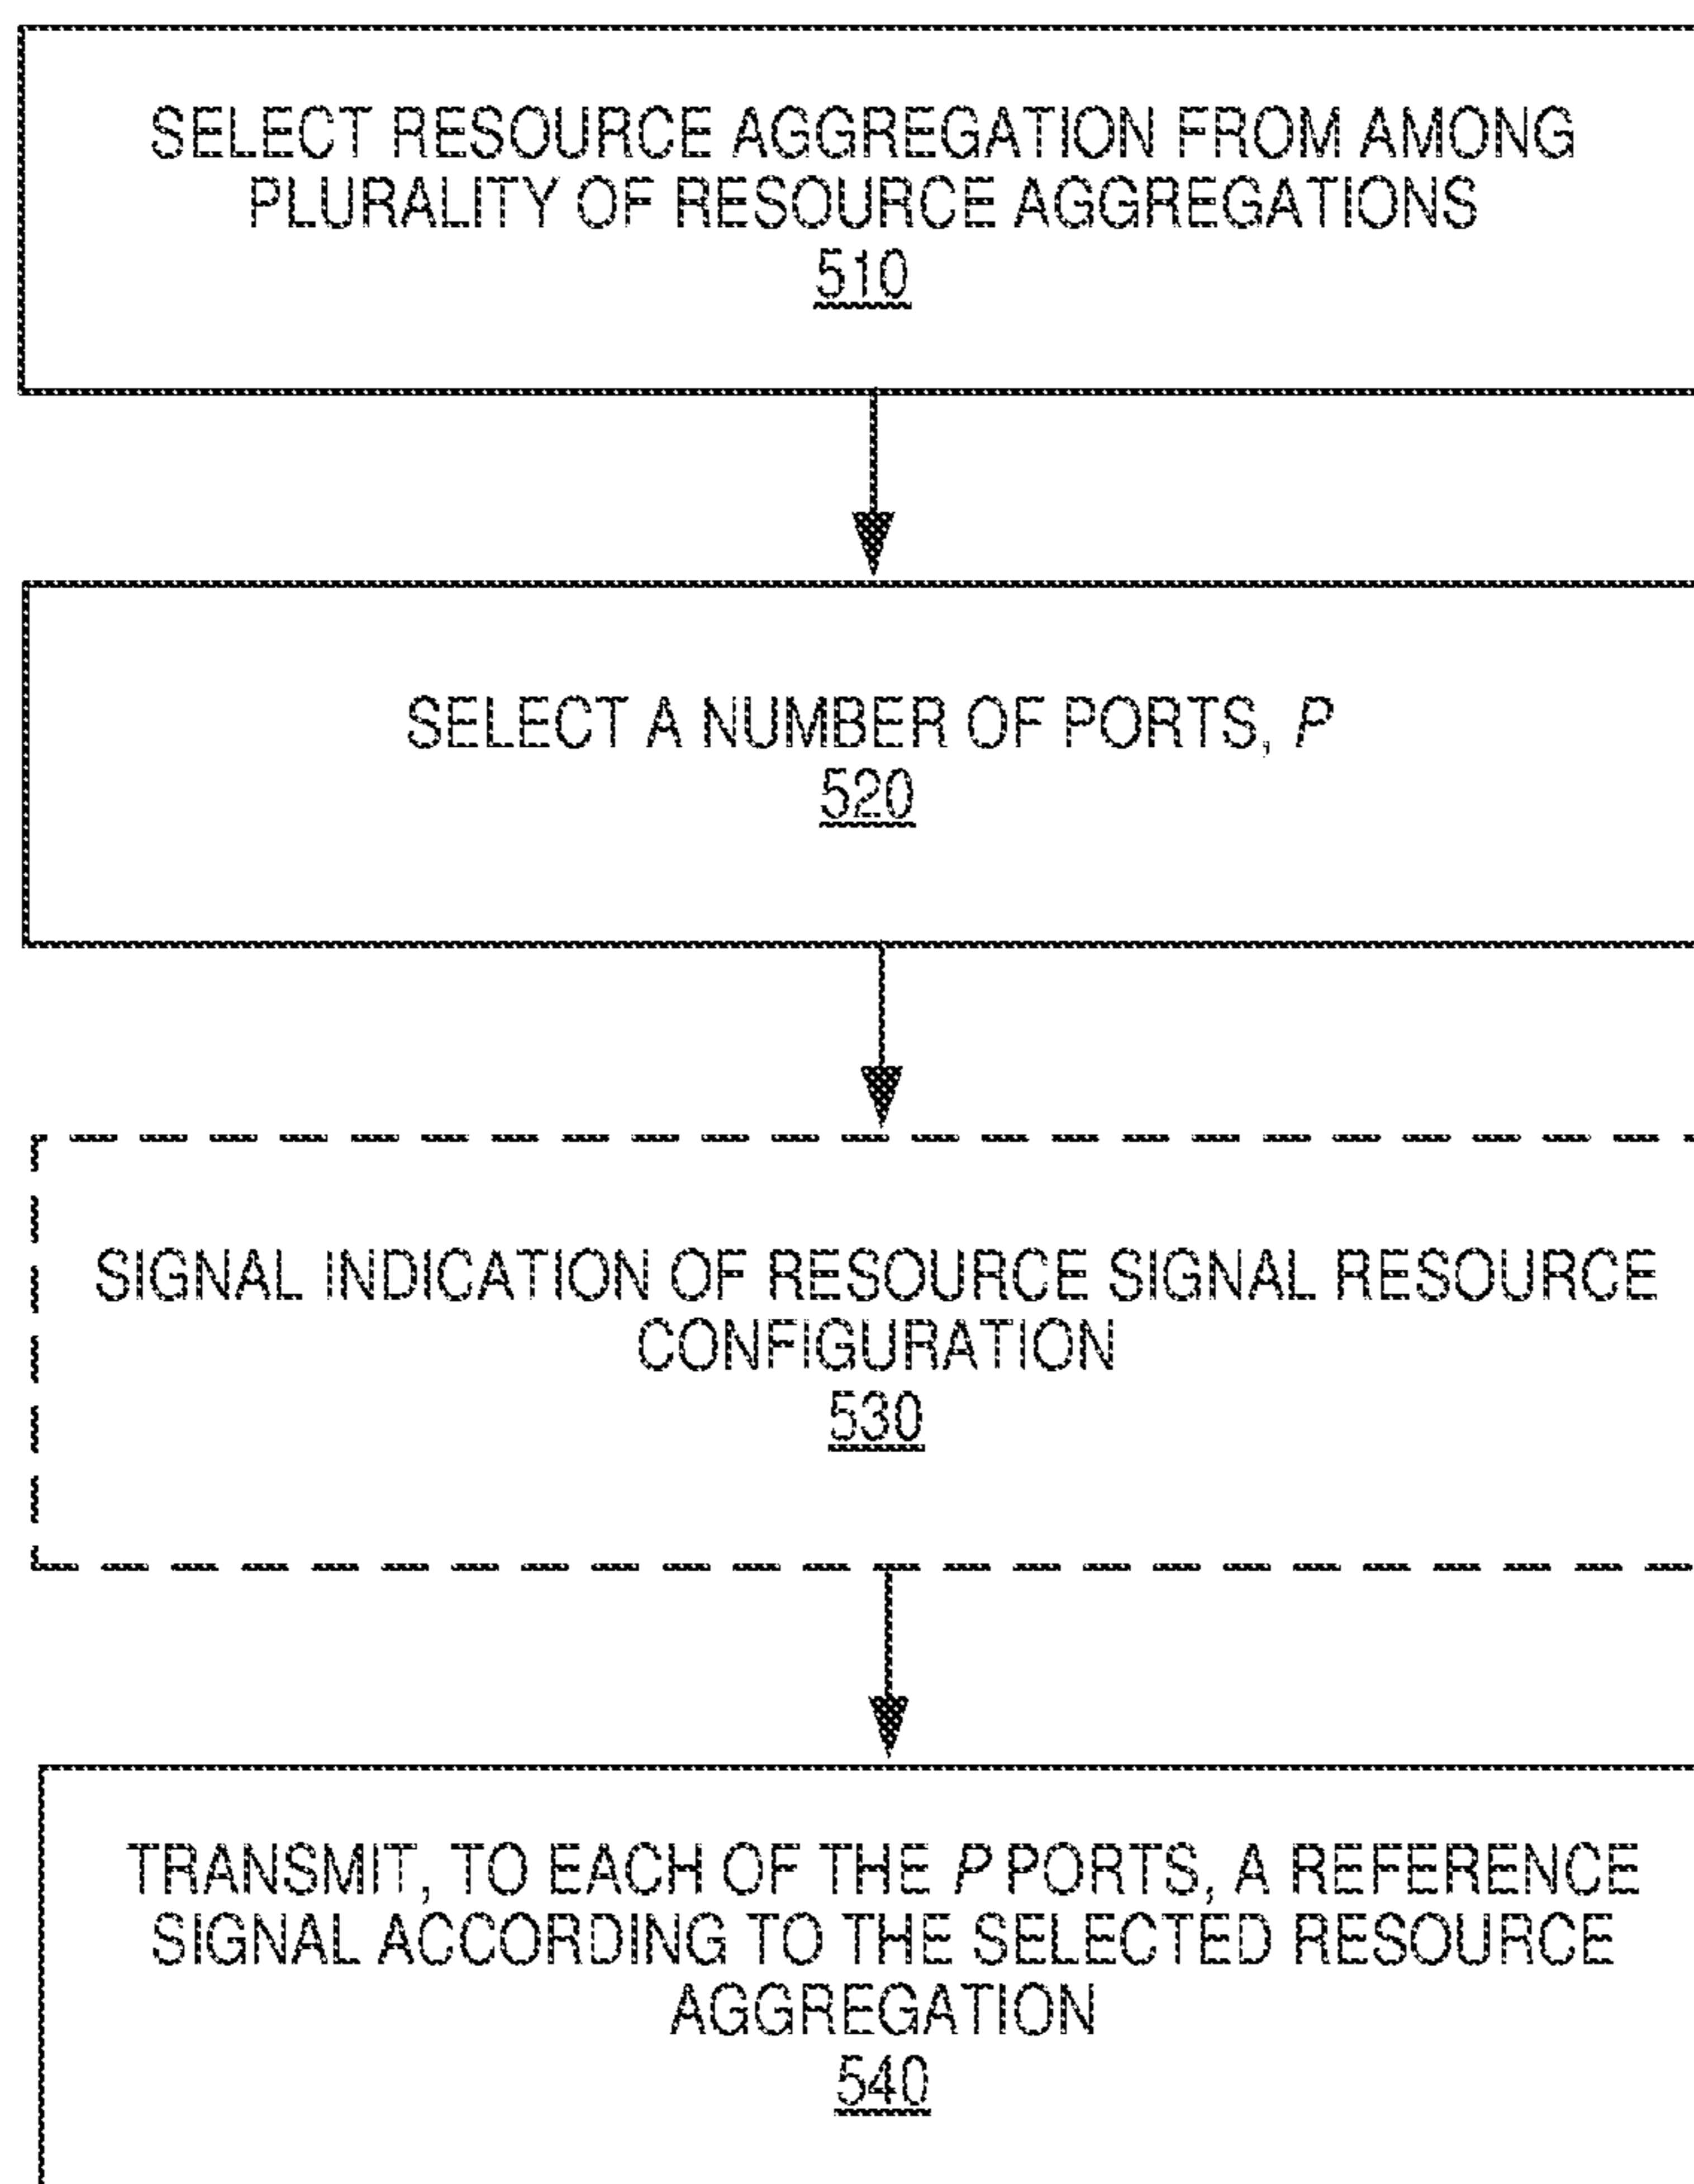 SELECT RESOURCE AGGREGATION FROM AMONG
PLURALITY OF RESOURCE AGGREGATIONS
510
SELECT A NUMBER OF PORTS, P
520
SIGNAL INDICATION OF RESOURCE SIGNAL RESOURCE
CONFIGURATION
530
TRANSMIT, TO EACH OF THE P PORTS, A REFERENCE
SIGNAL ACCORDING TO THE SELECTED RESOURCE
AGGREGATION
540